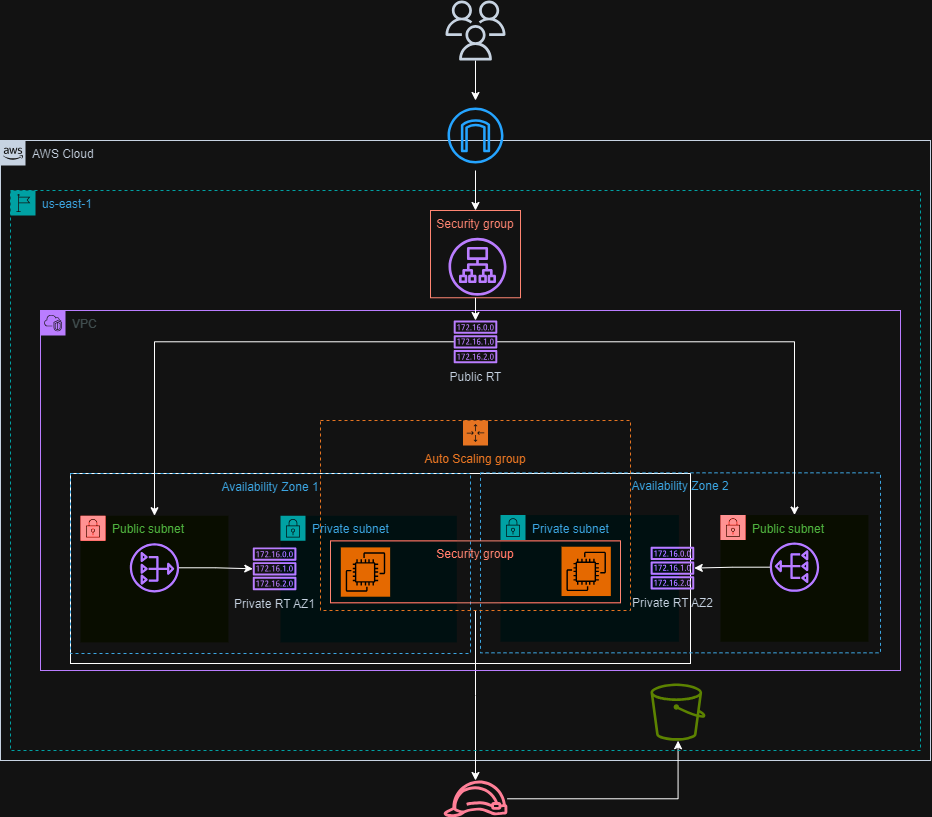 aws
AWS Cloud
us-east-1
Security group
VPC
172.16.0.0
172.16.1.0
172.16.2.0
Public RT
Auto Scaling group
Availability Zone 1
Availability Zone 2
Public subnet
Private subnet
Private subnet
Public subnet
Security group
172.16.0.0
172.16.1.0
172.16.2.0
Private RT AZ1
172.16.0.0
172.16.1.0
172.16.2.0
Private RT AZ2